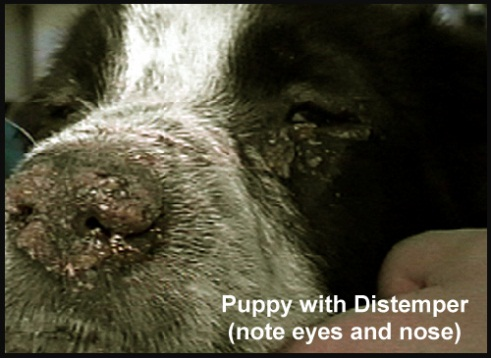 Puppy with Distemper
(note eyes and nose)